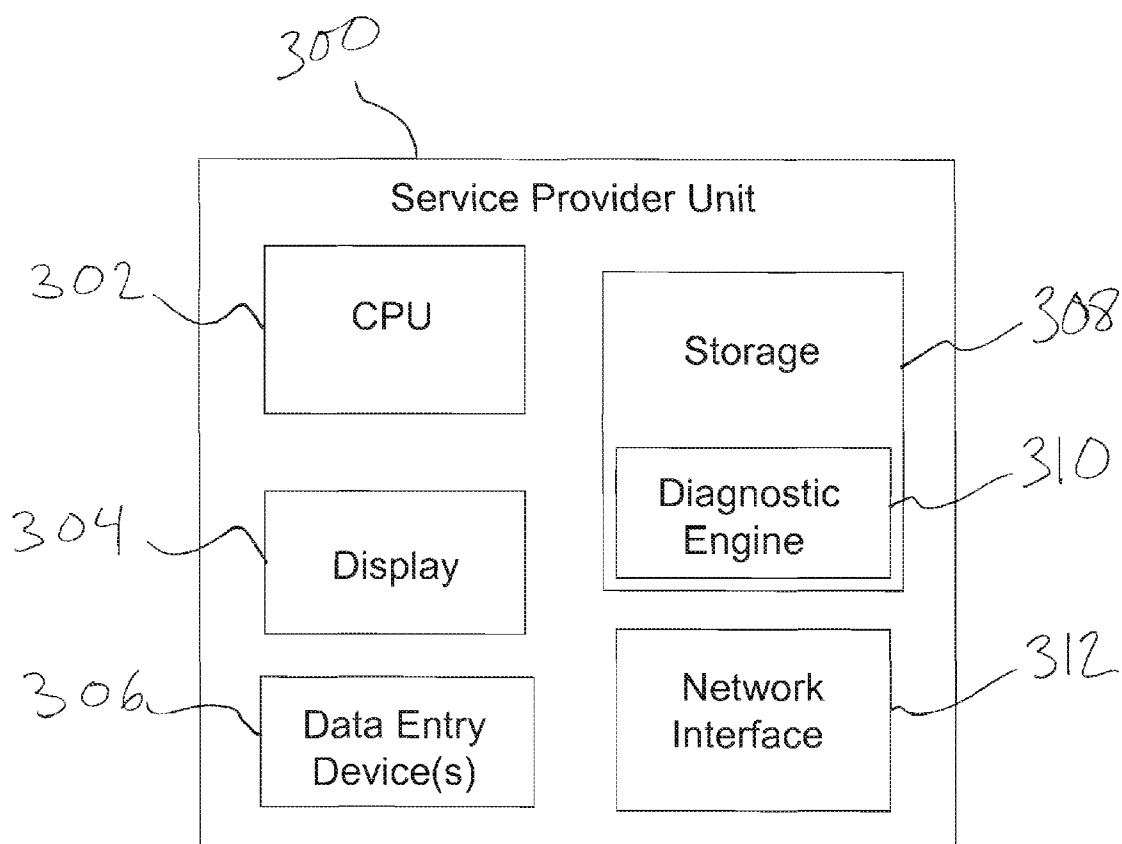 300
Service Provider Unit
302
CPU
Storage
308
Diagnostic
Engine
310
304
Display
306
Data Entry
Device(s)
Network
Interface
312